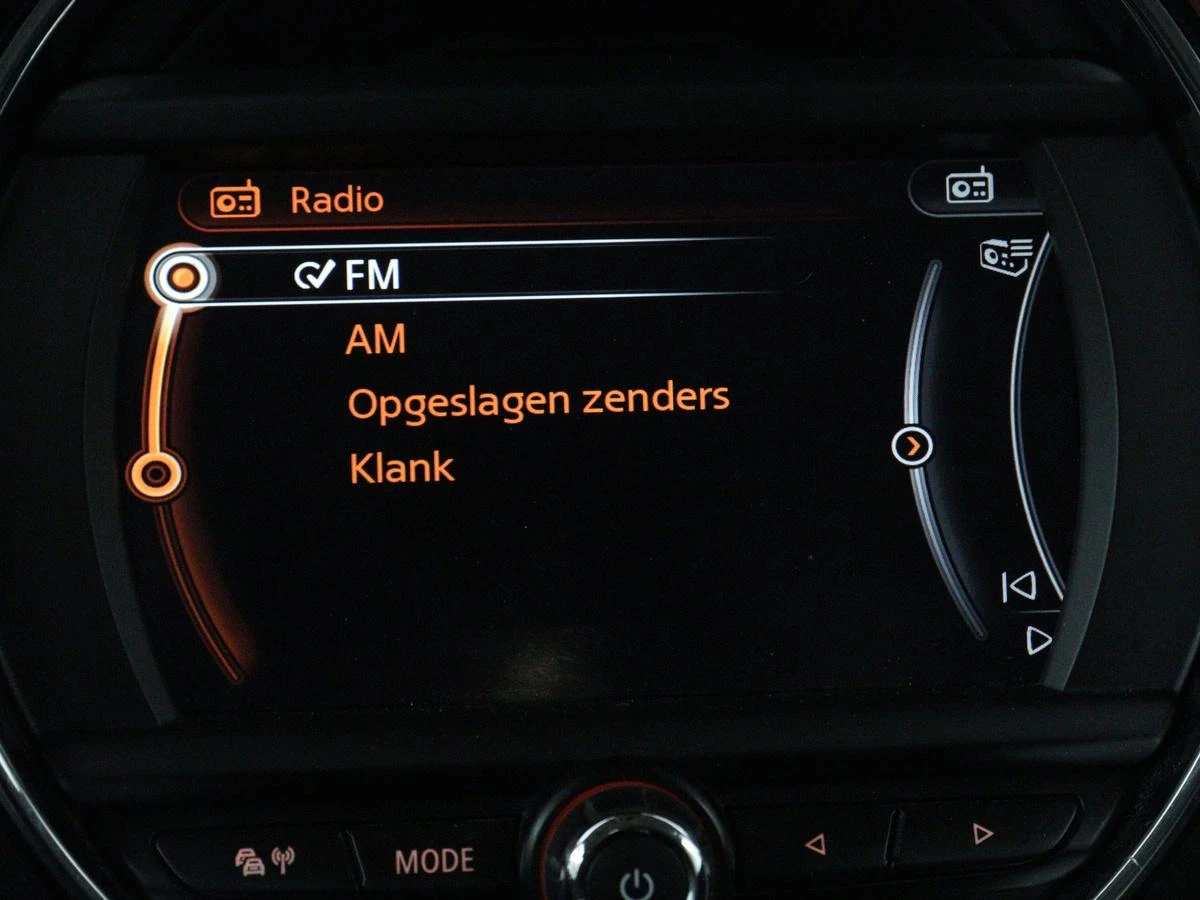 Radio
FM
AM
Opgeslagen zenders
Klank
MODE